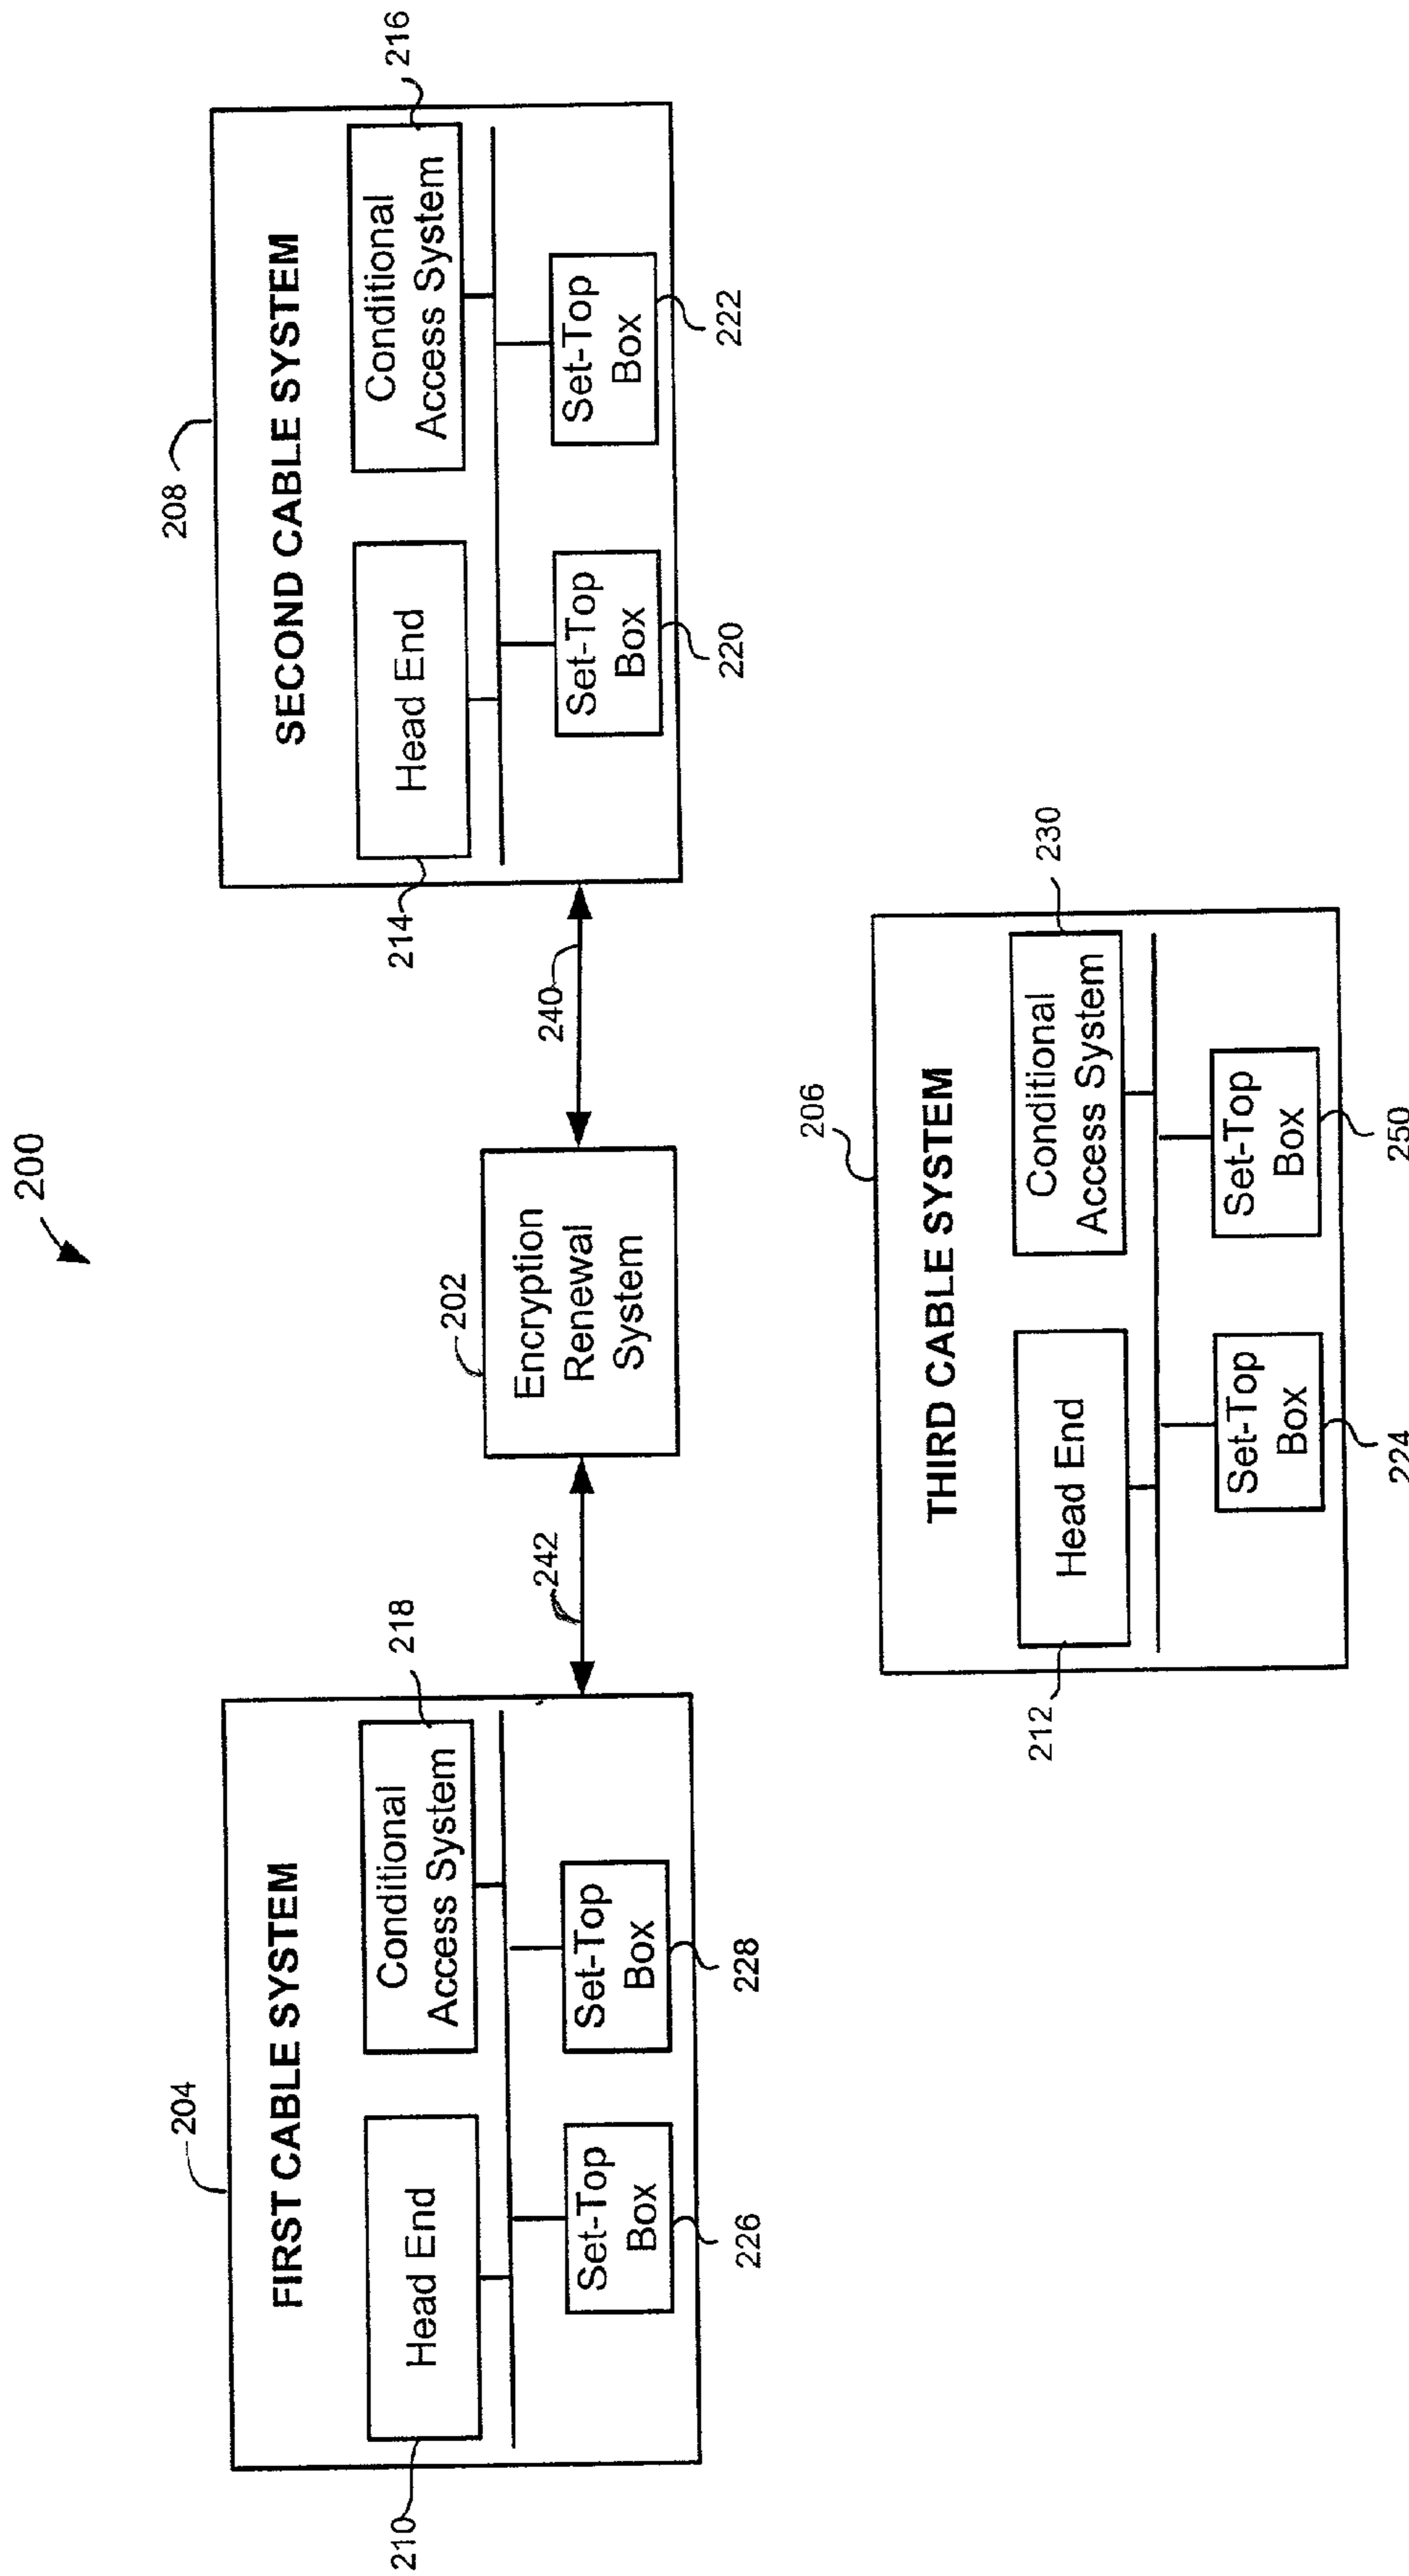 200
204
FIRST CABLE SYSTEM
Head End
210
Conditional
Access System
218
Set-Top
Box
226
Set-Top
Box
228
242
202
Encryption
Renewal
System
240
208
SECOND CABLE SYSTEM
Head End
214
Conditional
Access System
216
Set-Top
Box
220
Set-Top
Box
222
206
THIRD CABLE SYSTEM
Head End
212
Conditional
Access System
230
Set-Top
Box
224
Set-Top
Box
250